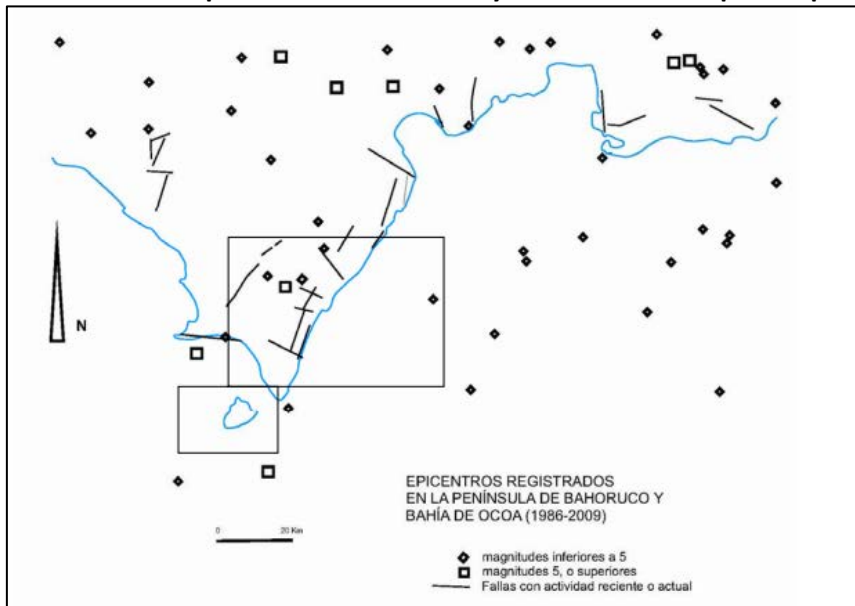 N
EPICENTROS REGISTRADOS
EN LA PENÍNSULA DE BAHORUCO Y
BAHÍA DE OCOA (1986-2009)
0 20 Km
magnitudes inferiores a 5
magnitudes 5, o superiores
Fallas con actividad reciente o actual